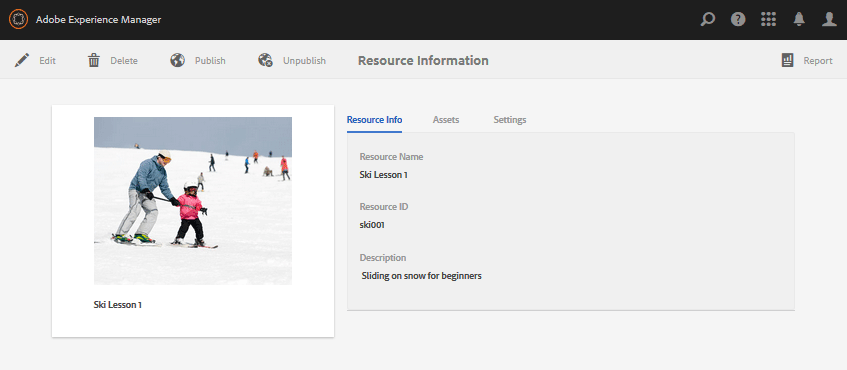 Adobe Experience Manager
Edit Delete Publish Unpublish Resource Information Report
Resource Info Assets Settings
Resource Name
Ski Lesson 1
Resource ID
ski001
Description
Sliding on snow for beginners
Ski Lesson 1